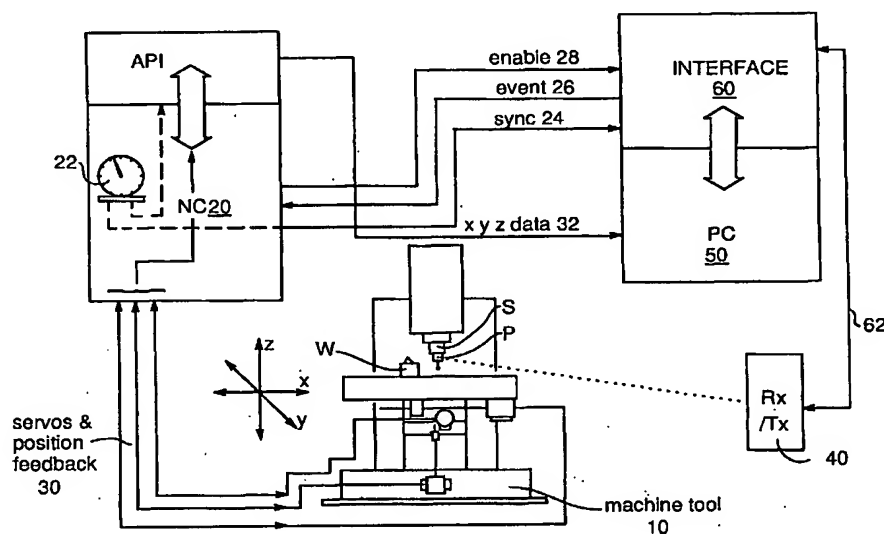 API
enable 28
event 26
sync 24
INTERFACE
60
22
NC20
x y z data 32
PC
50
S
P
W
z
x
y
62
Rx
/Tx
40
servos &
position
feedback
30
machine tool
10